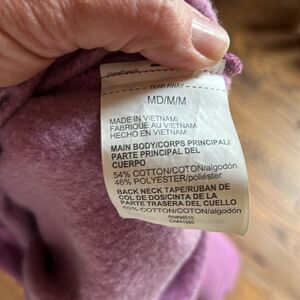 TEAR AWAY
MD/M/M
MADE IN VIETNAM/
FABRIQUÉ AU VIETNAM/
HECHO EN VIETNAM
MAIN BODY/CORPS PRINCIPAL/
PARTE PRINCIPAL DEL
CUERPO
54% COTTON/COTON/algodón
46% POLYESTER/poliéster
BACK NECK TAPE/RUBAN DE
COL DE DOS/CINTA DE LA
PARTE TRASERA DEL CUELLO
COTTON/COTON/algodón